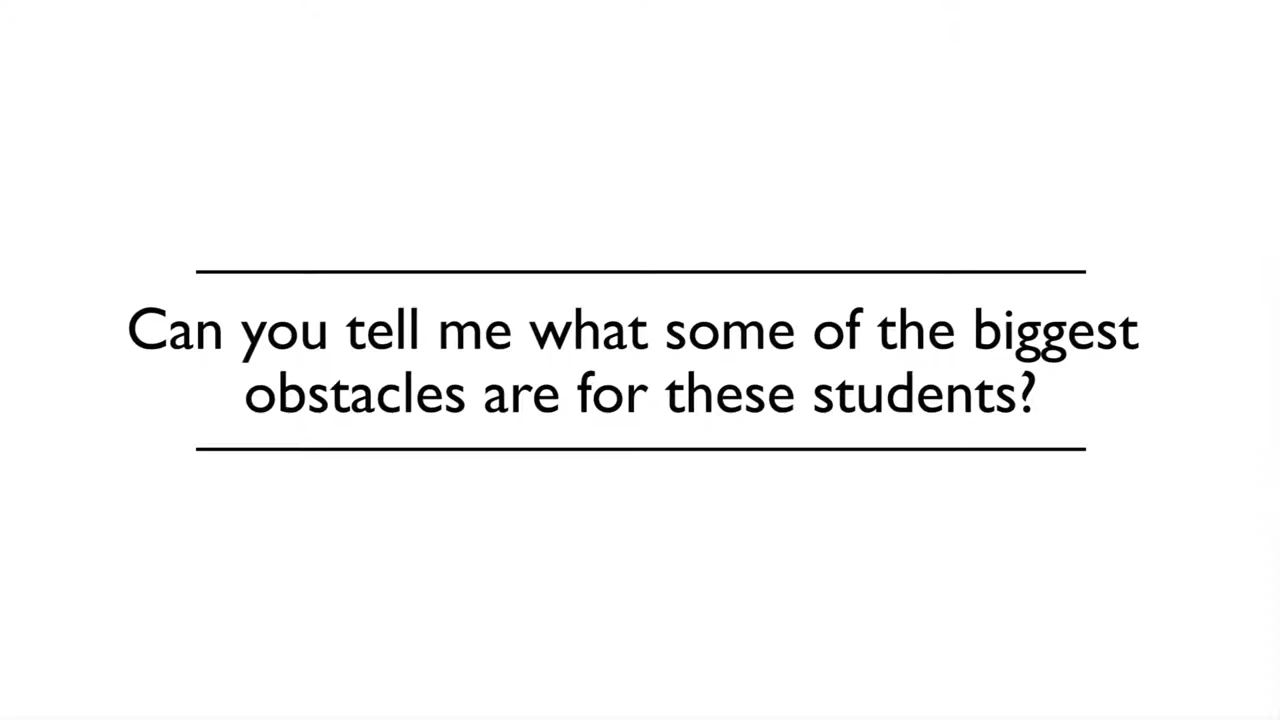 Can you tell me what some of the biggest
obstacles are for these students?